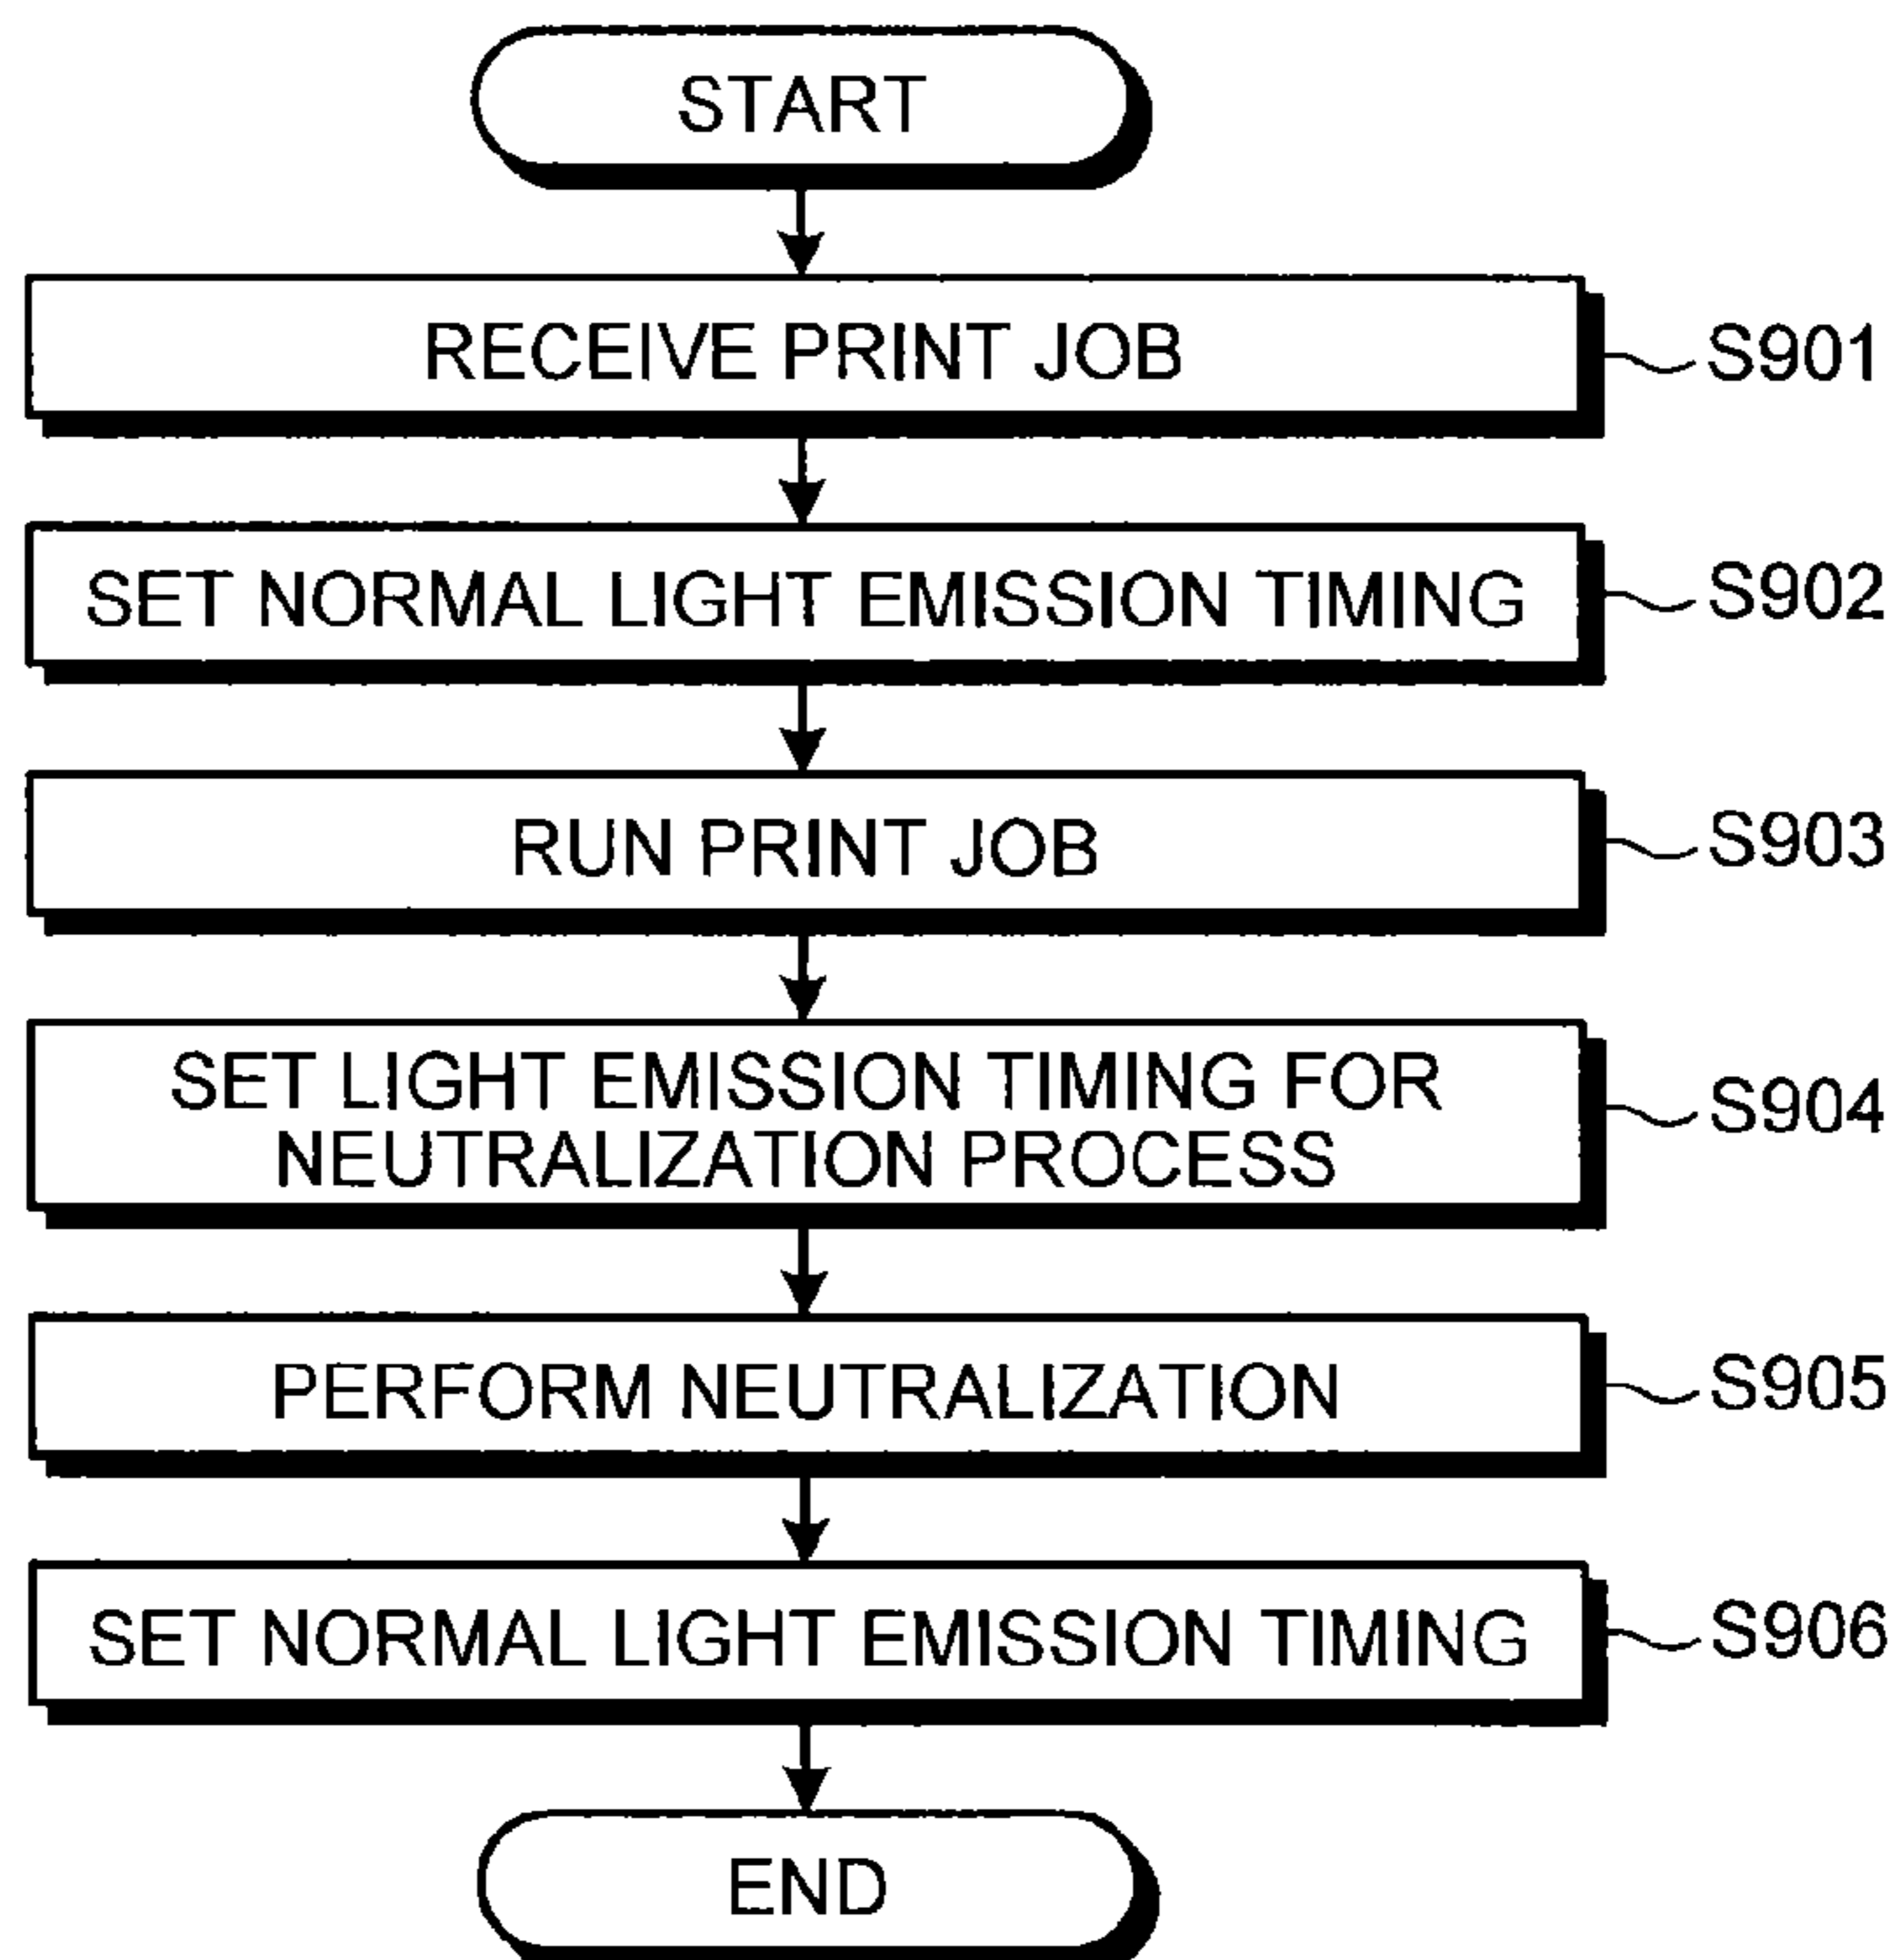 START
RECEIVE PRINT JOB
S901
SET NORMAL LIGHT EMISSION TIMING
S902
RUN PRINT JOB
S903
SET LIGHT EMISSION TIMING FOR
NEUTRALIZATION PROCESS
S904
PERFORM NEUTRALIZATION
S905
SET NORMAL LIGHT EMISSION TIMING
S906
END